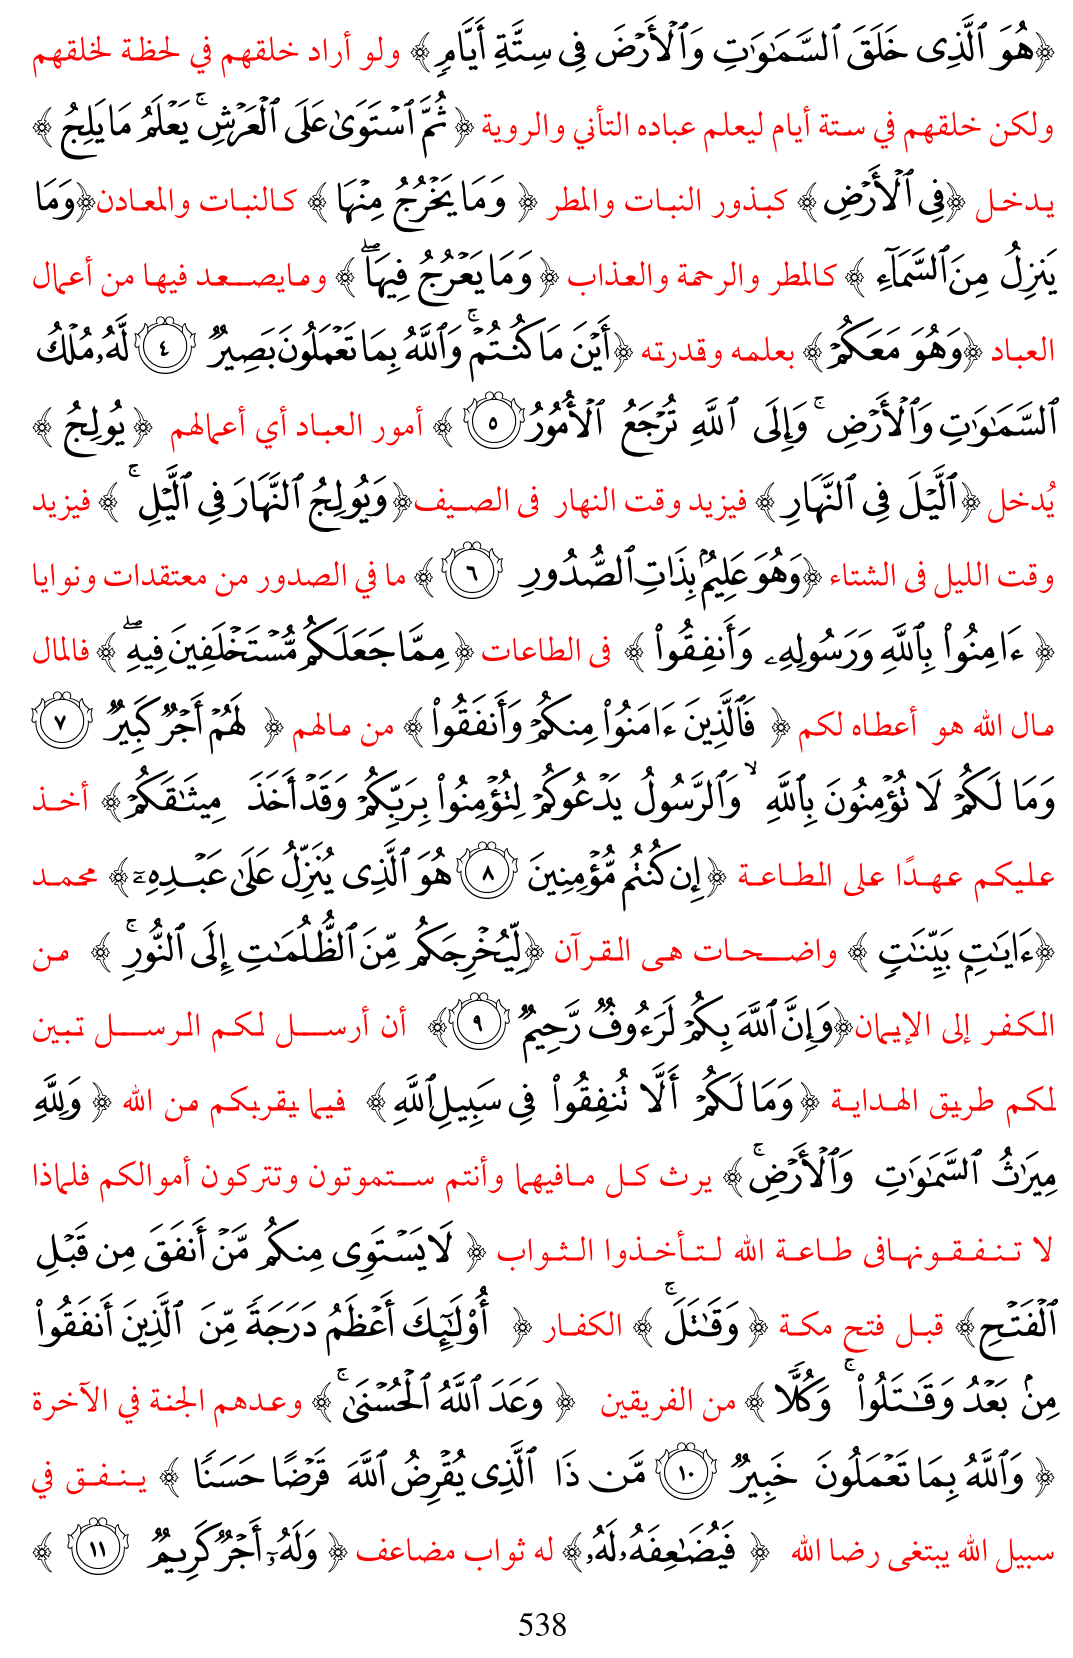 ﴿هُوَ ٱلَّذِى خَلَقَ ٱلسَّمَـٰوَٰتِ وَٱلْأَرْضَ فِى سِتَّةِ أَيَّامٍۢ﴾ ولو أراد خلقهم في لحظة لخلقهم
ولكن خلقهم في ستة أيام ليعلم عباده التأني والروية ﴿ثُمَّ ٱسْتَوَىٰ عَلَى ٱلْعَرْشِ ۚ يَعْلَمُ مَا يَلِجُ﴾
يدخل ﴿فِى ٱلْأَرْضِ﴾ كبذور النبات والمطر ﴿وَمَا يَخْرُجُ مِنْهَا﴾ كالنبات والمعادن﴿وَمَا
يَنزِلُ مِنَ ٱلسَّمَآءِ﴾ كالمطر والرحمة والعذاب ﴿وَمَا يَعْرُجُ فِيهَا ۖ﴾ ومايصعد فيها من أعمال
العباد ﴿وَهُوَ مَعَكُمْ﴾ بعلمه وقدرته ﴿أَيْنَ مَا كُنتُمْ ۚ وَٱللَّهُ بِمَا تَعْمَلُونَ بَصِيرٌ ٤ لَّهُۥ مُلْكُ
ٱلسَّمَـٰوَٰتِ وَٱلْأَرْضِ ۚ وَإِلَى ٱللَّهِ تُرْجَعُ ٱلْأُمُورُ ٥﴾ أمور العباد أي أعمالهم ﴿يُولِجُ﴾
يُدخل ﴿ٱلَّيْلَ فِى ٱلنَّهَارِ﴾ فيزيد وقت النهار فى الصيف﴿وَيُولِجُ ٱلنَّهَارَ فِى ٱلَّيْلِ ۚ﴾ فيزيد
وقت الليل فى الشتاء ﴿وَهُوَ عَلِيمٌۢ بِذَاتِ ٱلصُّدُورِ ٦﴾ ما في الصدور من معتقدات ونوايا
﴿ءَامِنُوا۟ بِٱللَّهِ وَرَسُولِهِۦ وَأَنفِقُوا۟﴾ فى الطاعات ﴿مِمَّا جَعَلَكُم مُّسْتَخْلَفِينَ فِيهِ ۖ﴾ فالمال
مال الله هو أعطاه لكم ﴿فَٱلَّذِينَ ءَامَنُوا۟ مِنكُمْ وَأَنفَقُوا۟﴾ من مالهم ﴿لَهُمْ أَجْرٌ كَبِيرٌ ٧
وَمَا لَكُمْ لَا تُؤْمِنُونَ بِٱللَّهِ ۙ وَٱلرَّسُولُ يَدْعُوكُمْ لِتُؤْمِنُوا۟ بِرَبِّكُمْ وَقَدْ أَخَذَ مِيثَـٰقَكُمْ﴾ أخذ
عليكم عهدًا على الطاعة ﴿إِن كُنتُم مُّؤْمِنِينَ ٨ هُوَ ٱلَّذِى يُنَزِّلُ عَلَىٰ عَبْدِهِۦٓ﴾ محمد
﴿ءَايَـٰتٍۭ بَيِّنَـٰتٍۢ﴾ واضحات هى القرآن ﴿لِّيُخْرِجَكُم مِّنَ ٱلظُّلُمَـٰتِ إِلَى ٱلنُّورِ ۚ﴾ من
الكفر إلى الإيمان﴿وَإِنَّ ٱللَّهَ بِكُمْ لَرَءُوفٌ رَّحِيمٌ ٩﴾ أن أرسل لكم الرسل تبين
لكم طريق الهداية ﴿وَمَا لَكُمْ أَلَّا تُنفِقُوا۟ فِى سَبِيلِ ٱللَّهِ﴾ فيما يقربكم من الله ﴿وَلِلَّهِ
مِيرَٰثُ ٱلسَّمَـٰوَٰتِ وَٱلْأَرْضِ ۚ﴾ يرث كل مافيهما وأنتم ستموتون وتتركون أموالكم فلماذا
لا تنفقونهافى طاعة الله لتأخذوا الثواب ﴿لَا يَسْتَوِى مِنكُم مَّنْ أَنفَقَ مِن قَبْلِ
ٱلْفَتْحِ﴾ قبل فتح مكة ﴿وَقَـٰتَلَ ۚ﴾ الكفار ﴿أُو۟لَـٰٓئِكَ أَعْظَمُ دَرَجَةً مِّنَ ٱلَّذِينَ أَنفَقُوا۟
مِنۢ بَعْدُ وَقَـٰتَلُوا۟ ۚ وَكُلًّا﴾ من الفريقين ﴿وَعَدَ ٱللَّهُ ٱلْحُسْنَىٰ ۚ﴾ وعدهم الجنة في الآخرة
﴿وَٱللَّهُ بِمَا تَعْمَلُونَ خَبِيرٌ ١٠ مَّن ذَا ٱلَّذِى يُقْرِضُ ٱللَّهَ قَرْضًا حَسَنًا﴾ ينفق في
سبيل الله يبتغى رضا الله ﴿فَيُضَـٰعِفَهُۥ لَهُۥ﴾ له ثواب مضاعف ﴿وَلَهُۥٓ أَجْرٌ كَرِيمٌ ١١﴾
538